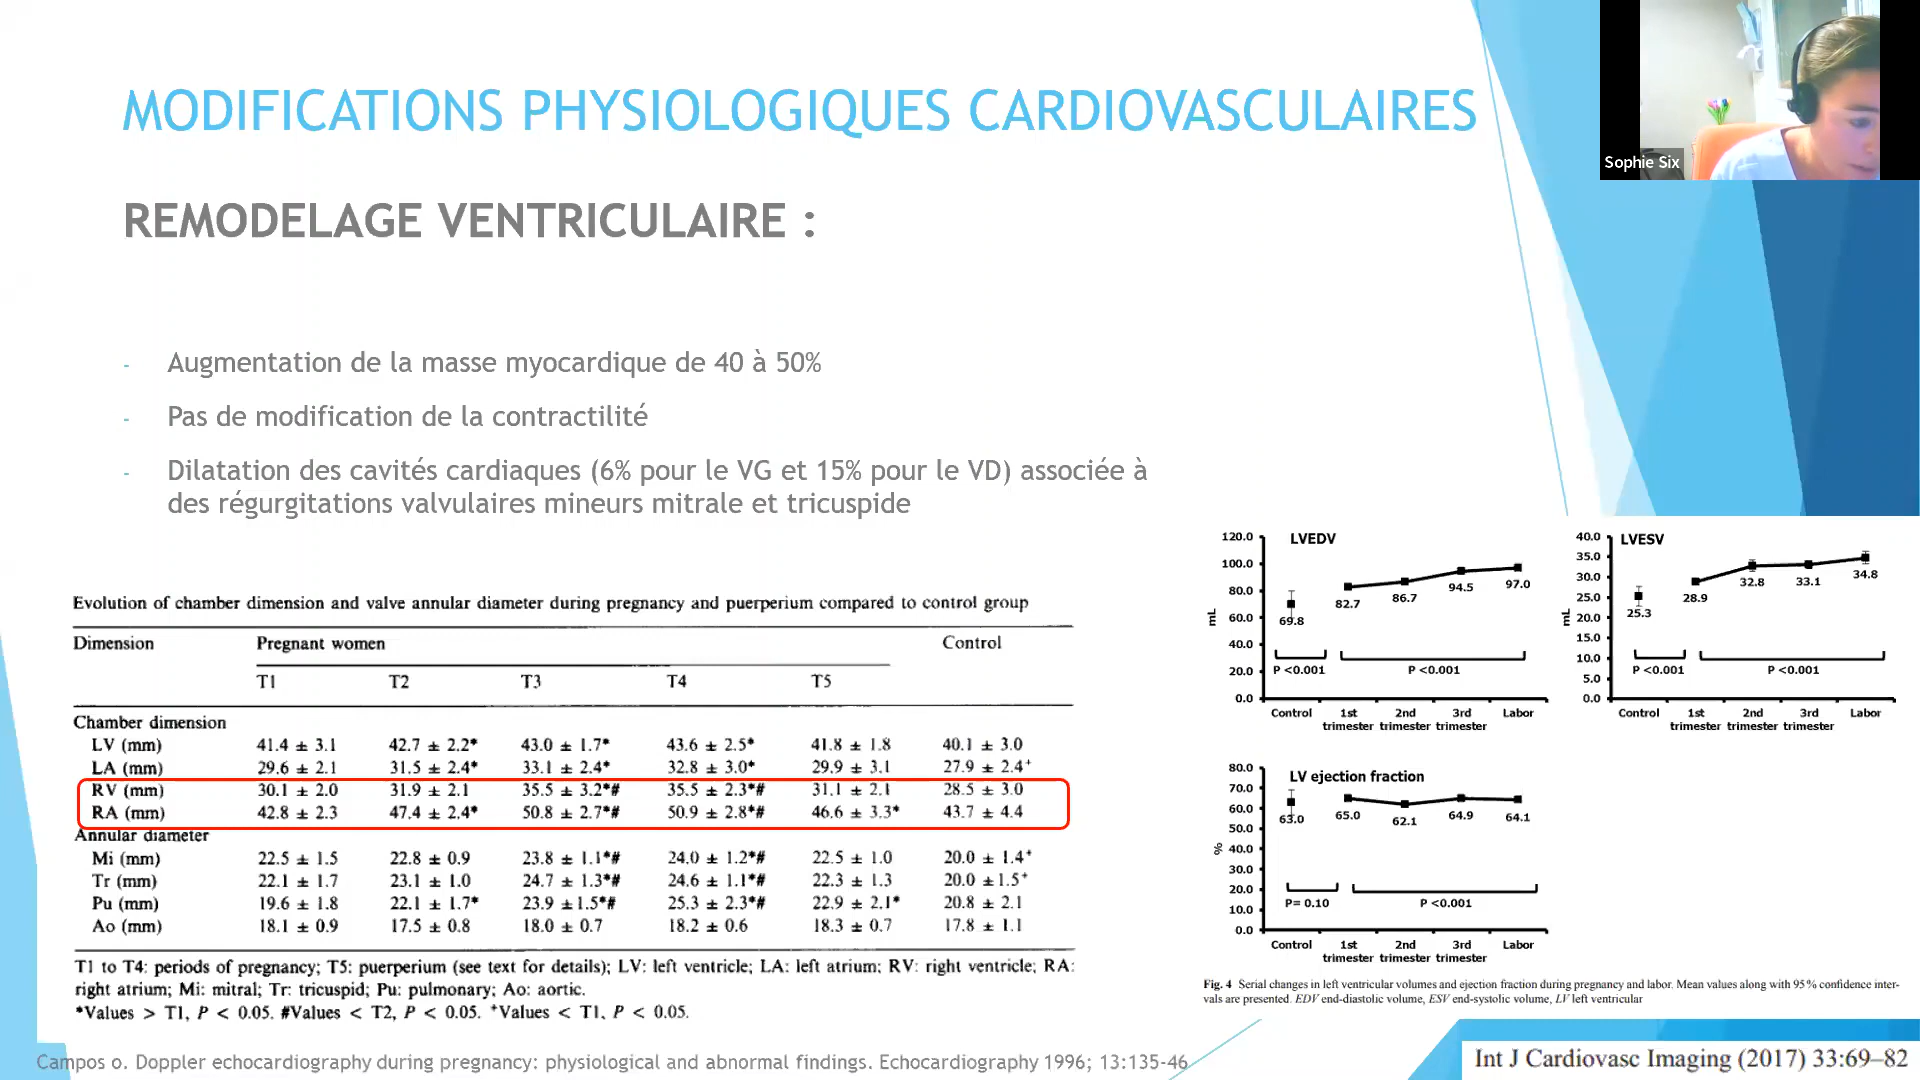 MODIFICATIONS PHYSIOLOGIQUES CARDIOVASCULAIRES
Sophie Six
REMODELAGE VENTRICULAIRE :
- Augmentation de la masse myocardique de 40 à 50%
- Pas de modification de la contractilité
- Dilatation des cavités cardiaques (6% pour le VG et 15% pour le VD) associée à
des régurgitations valvulaires mineurs mitrale et tricuspide
Evolution of chamber dimension and valve annular diameter during pregnancy and puerperium compared to control group
Dimension Pregnant women Control
T1 T2 T3 T4 T5
Chamber dimension
LV (mm) 41.4 ± 3.1 42.7 ± 2.2* 43.0 ± 1.7* 43.6 ± 2.5* 41.8 ± 1.8 40.1 ± 3.0
LA (mm) 29.6 ± 2.1 31.5 ± 2.4* 33.1 ± 2.4* 32.8 ± 3.0* 29.9 ± 3.1 27.9 ± 2.4⁺
RV (mm) 30.1 ± 2.0 31.9 ± 2.1 35.5 ± 3.2*# 35.5 ± 2.3*# 31.1 ± 2.1 28.5 ± 3.0
RA (mm) 42.8 ± 2.3 47.4 ± 2.4* 50.8 ± 2.7*# 50.9 ± 2.8*# 46.6 ± 3.3* 43.7 ± 4.4
Annular diameter
Mi (mm) 22.5 ± 1.5 22.8 ± 0.9 23.8 ± 1.1*# 24.0 ± 1.2*# 22.5 ± 1.0 20.0 ± 1.4⁺
Tr (mm) 22.1 ± 1.7 23.1 ± 1.0 24.7 ± 1.3*# 24.6 ± 1.1*# 22.3 ± 1.3 20.0 ±1.5⁺
Pu (mm) 19.6 ± 1.8 22.1 ± 1.7* 23.9 ±1.5*# 25.3 ± 2.3*# 22.9 ± 2.1* 20.8 ± 2.1
Ao (mm) 18.1 ± 0.9 17.5 ± 0.8 18.0 ± 0.7 18.2 ± 0.6 18.3 ± 0.7 17.8 ± 1.1
T1 to T4: periods of pregnancy; T5: puerperium (see text for details); LV: left ventricle; LA: left atrium; RV: right ventricle; RA:
right atrium; Mi: mitral; Tr: tricuspid; Pu: pulmonary; Ao: aortic.
*Values > T1, P < 0.05. #Values < T2, P < 0.05. ⁺Values < T1, P < 0.05.
Campos o. Doppler echocardiography during pregnancy: physiological and abnormal findings. Echocardiography 1996; 13:135-46
LVEDV
120.0
100.0
80.0
60.0
40.0
20.0
0.0
mL
69.8 82.7 86.7 94.5 97.0
P <0.001 P <0.001
Control 1st 2nd 3rd Labor
trimester trimester trimester
LVESV
40.0
35.0
30.0
25.0
20.0
15.0
10.0
5.0
0.0
mL
25.3 28.9 32.8 33.1 34.8
P <0.001 P <0.001
Control 1st 2nd 3rd Labor
trimester trimester trimester
LV ejection fraction
80.0
70.0
60.0
50.0
40.0
30.0
20.0
10.0
0.0
%
63.0 65.0 62.1 64.9 64.1
P= 0.10 P <0.001
Control 1st 2nd 3rd Labor
trimester trimester trimester
Fig. 4 Serial changes in left ventricular volumes and ejection fraction during pregnancy and labor. Mean values along with 95 % confidence inter-
vals are presented. EDV end-diastolic volume, ESV end-systolic volume, LV left ventricular
Int J Cardiovasc Imaging (2017) 33:69–82